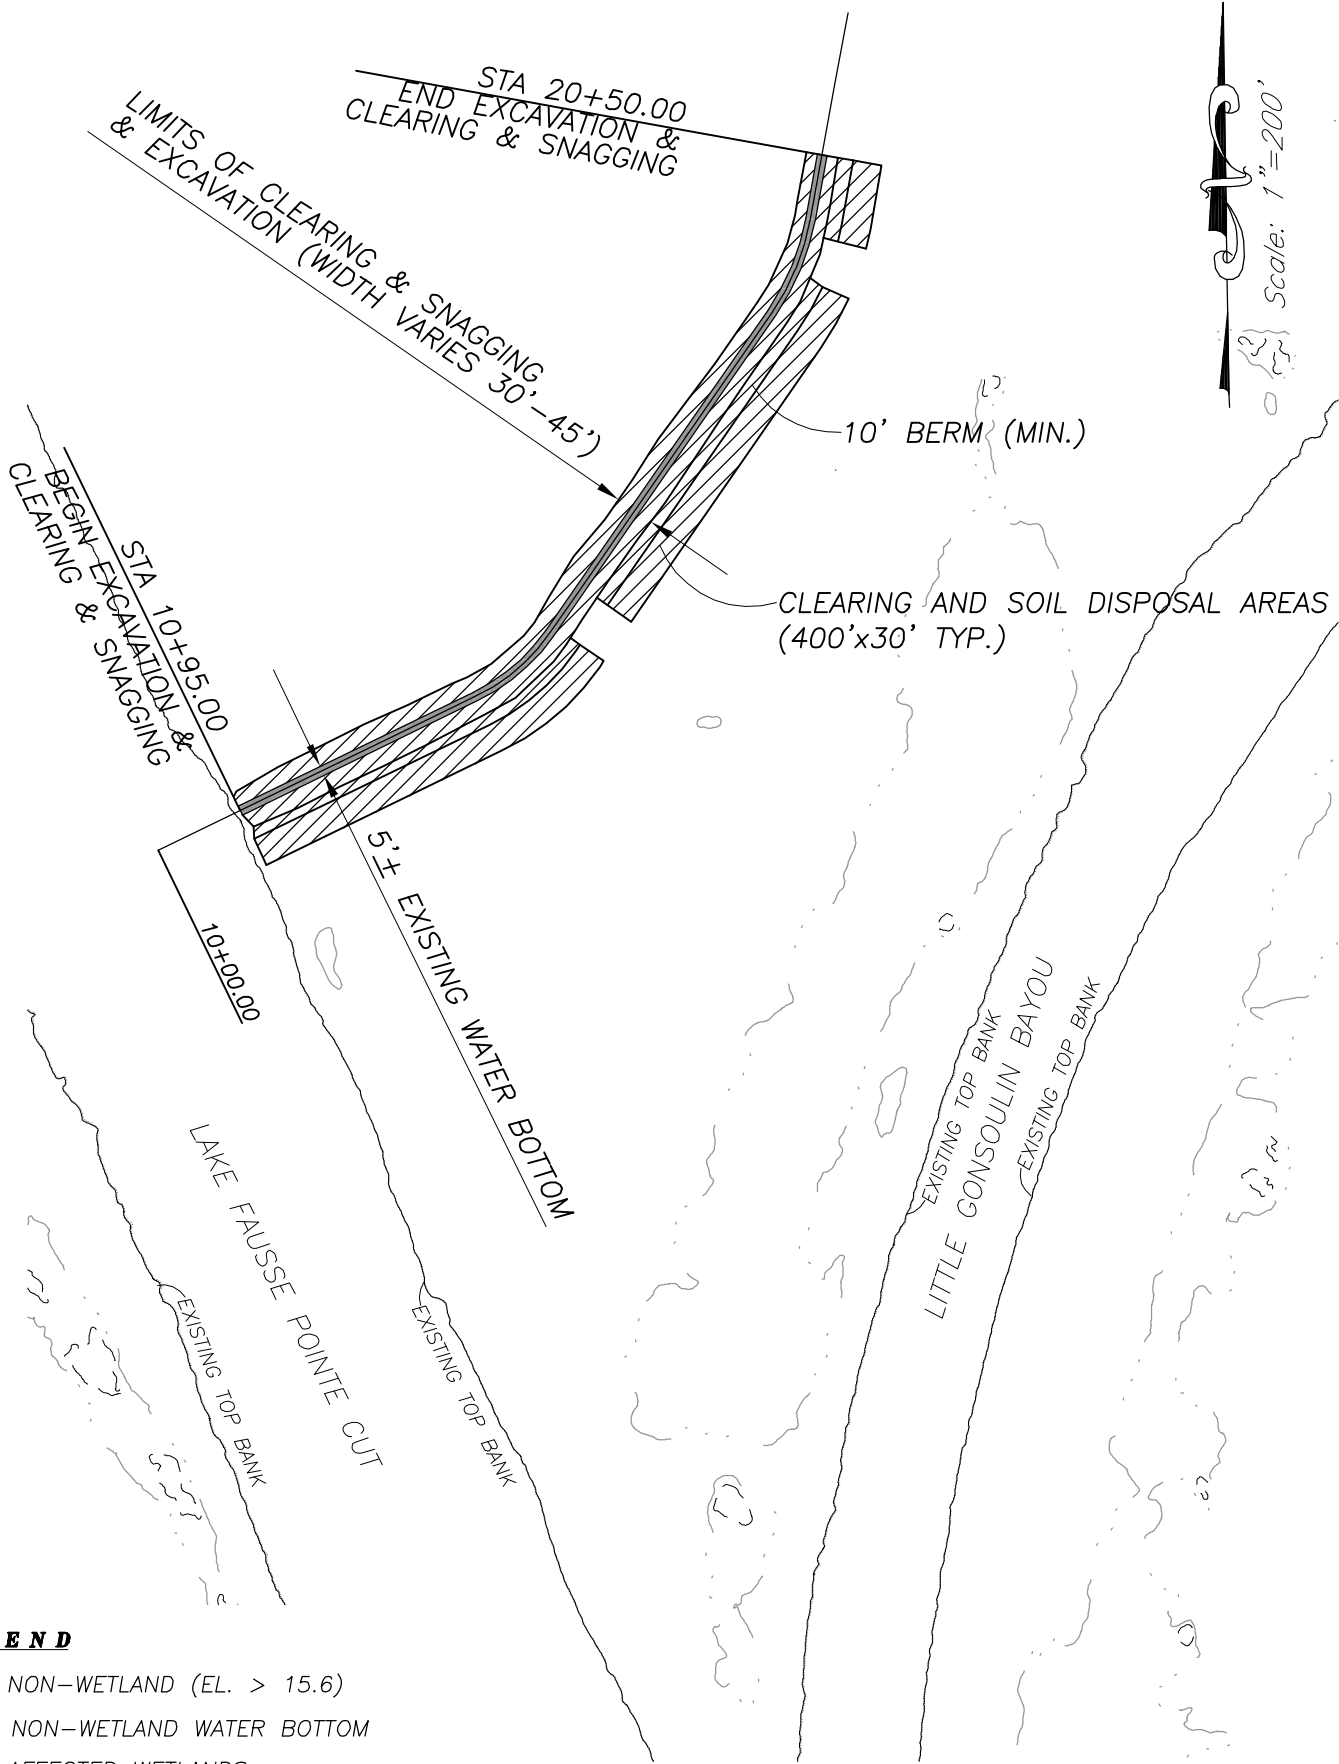 STA 20+50.00
END EXCAVATION &
CLEARING & SNAGGING
LIMITS OF CLEARING & SNAGGING
& EXCAVATION (WIDTH VARIES 30'-45')
Scale: 1"=200'
10' BERM (MIN.)
STA 10+95.00
BEGIN EXCAVATION &
CLEARING & SNAGGING
CLEARING AND SOIL DISPOSAL AREAS
(400'x30' TYP.)
5'± EXISTING WATER BOTTOM
10+00.00
EXISTING TOP BANK
LITTLE GONSOULIN BAYOU
EXISTING TOP BANK
LAKE FAUSSE POINTE CUT
EXISTING TOP BANK
EXISTING TOP BANK
END
NON-WETLAND (EL. > 15.6)
NON-WETLAND WATER BOTTOM
AFFECTED WETLANDS